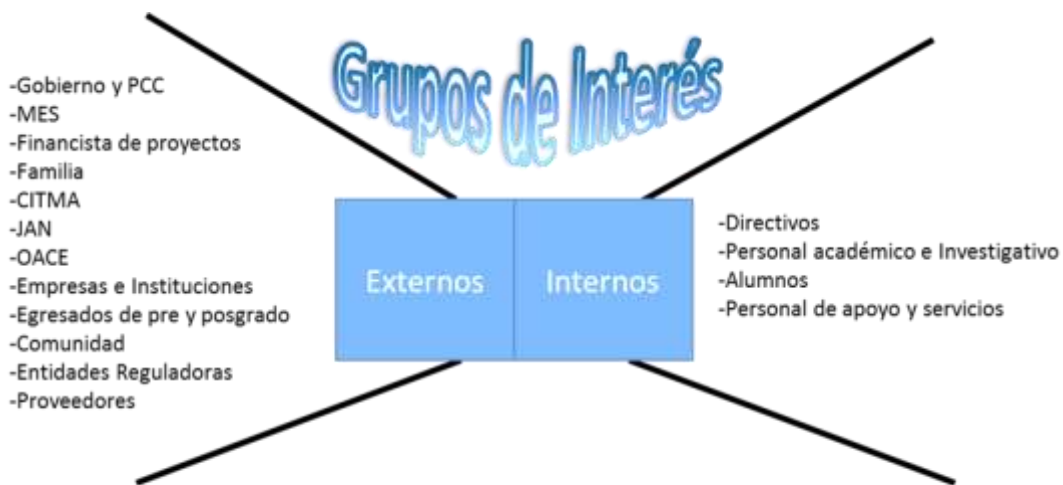 Grupos de Interés
-Gobierno y PCC
-MES
-Financista de proyectos
-Familia
-CITMA
-JAN
-OACE
-Empresas e Instituciones
-Egresados de pre y posgrado
-Comunidad
-Entidades Reguladoras
-Proveedores
Externos
Internos
-Directivos
-Personal académico e Investigativo
-Alumnos
-Personal de apoyo y servicios